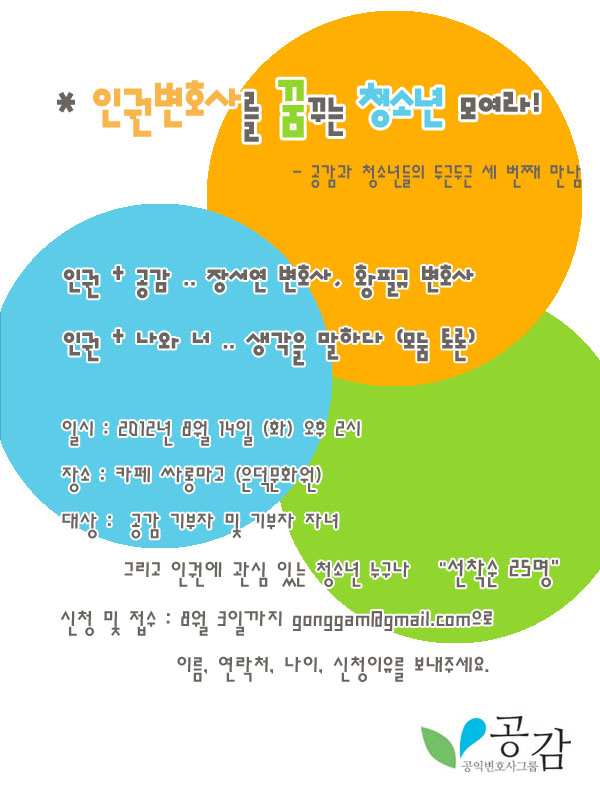 * 인권변호사를 꿈꾸는 청소년 모여라!
- 공감과 청소년들의 두근두근 세 번째 만남
인권 + 공감 .. 장서연 변호사, 황필규 변호사
인권 + 나와 너 .. 생각을 말하다 (모둠 토론)
일시 : 2012년 8월 14일 (화) 오후 2시
장소 : 카페 싸롱마고 (은덕문화원)
대상 : 공감 기부자 및 기부자 자녀
그리고 인권에 관심 있는 청소년 누구나 "선착순 25명"
신청 및 접수 : 8월 3일까지 gonggam@gmail.com으로
이름, 연락처, 나이, 신청이유를 보내주세요.
공감
공익변호사그룹